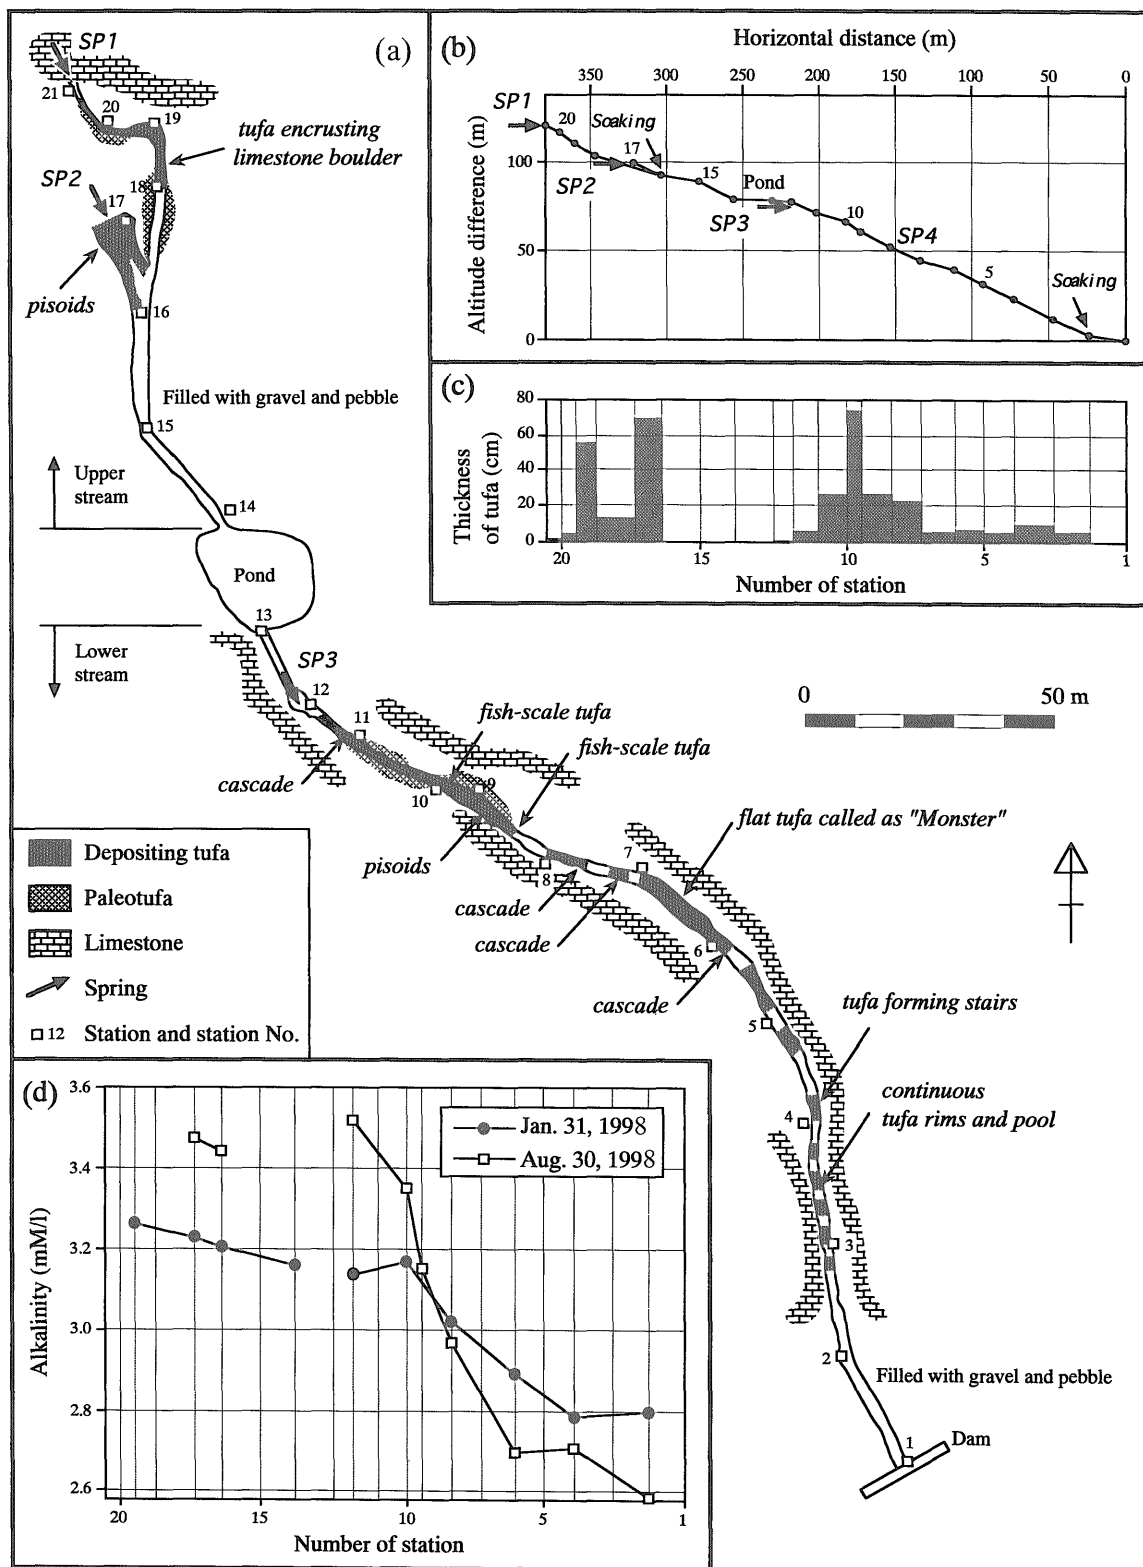 (a)
SP1
21
20
19
tufa encrusting
limestone boulder
18
SP2
17
pisoids
16
Filled with gravel and pebble
15
Upper
stream
14
Pond
13
Lower
stream
SP3
12
11
fish-scale tufa
fish-scale tufa
cascade
10
9
pisoids
8
7
flat tufa called as "Monster"
cascade
cascade
6
cascade
5
tufa forming stairs
4
continuous
tufa rims and pool
3
2
Filled with gravel and pebble
1
Dam
0 50 m
Depositing tufa
Paleotufa
Limestone
Spring
12 Station and station No.
(b)
Horizontal distance (m)
350 300 250 200 150 100 50 0
Altitude difference (m)
100
50
0
SP1
20
Soaking
17
15
SP2
Pond
SP3
10
SP4
5
Soaking
(c)
Thickness
of tufa (cm)
80
60
40
20
0
20 15 10 5 1
Number of station
(d)
Alkalinity (mM/l)
3.6
3.4
3.2
3.0
2.8
2.6
Jan. 31, 1998
Aug. 30, 1998
20 15 10 5 1
Number of station